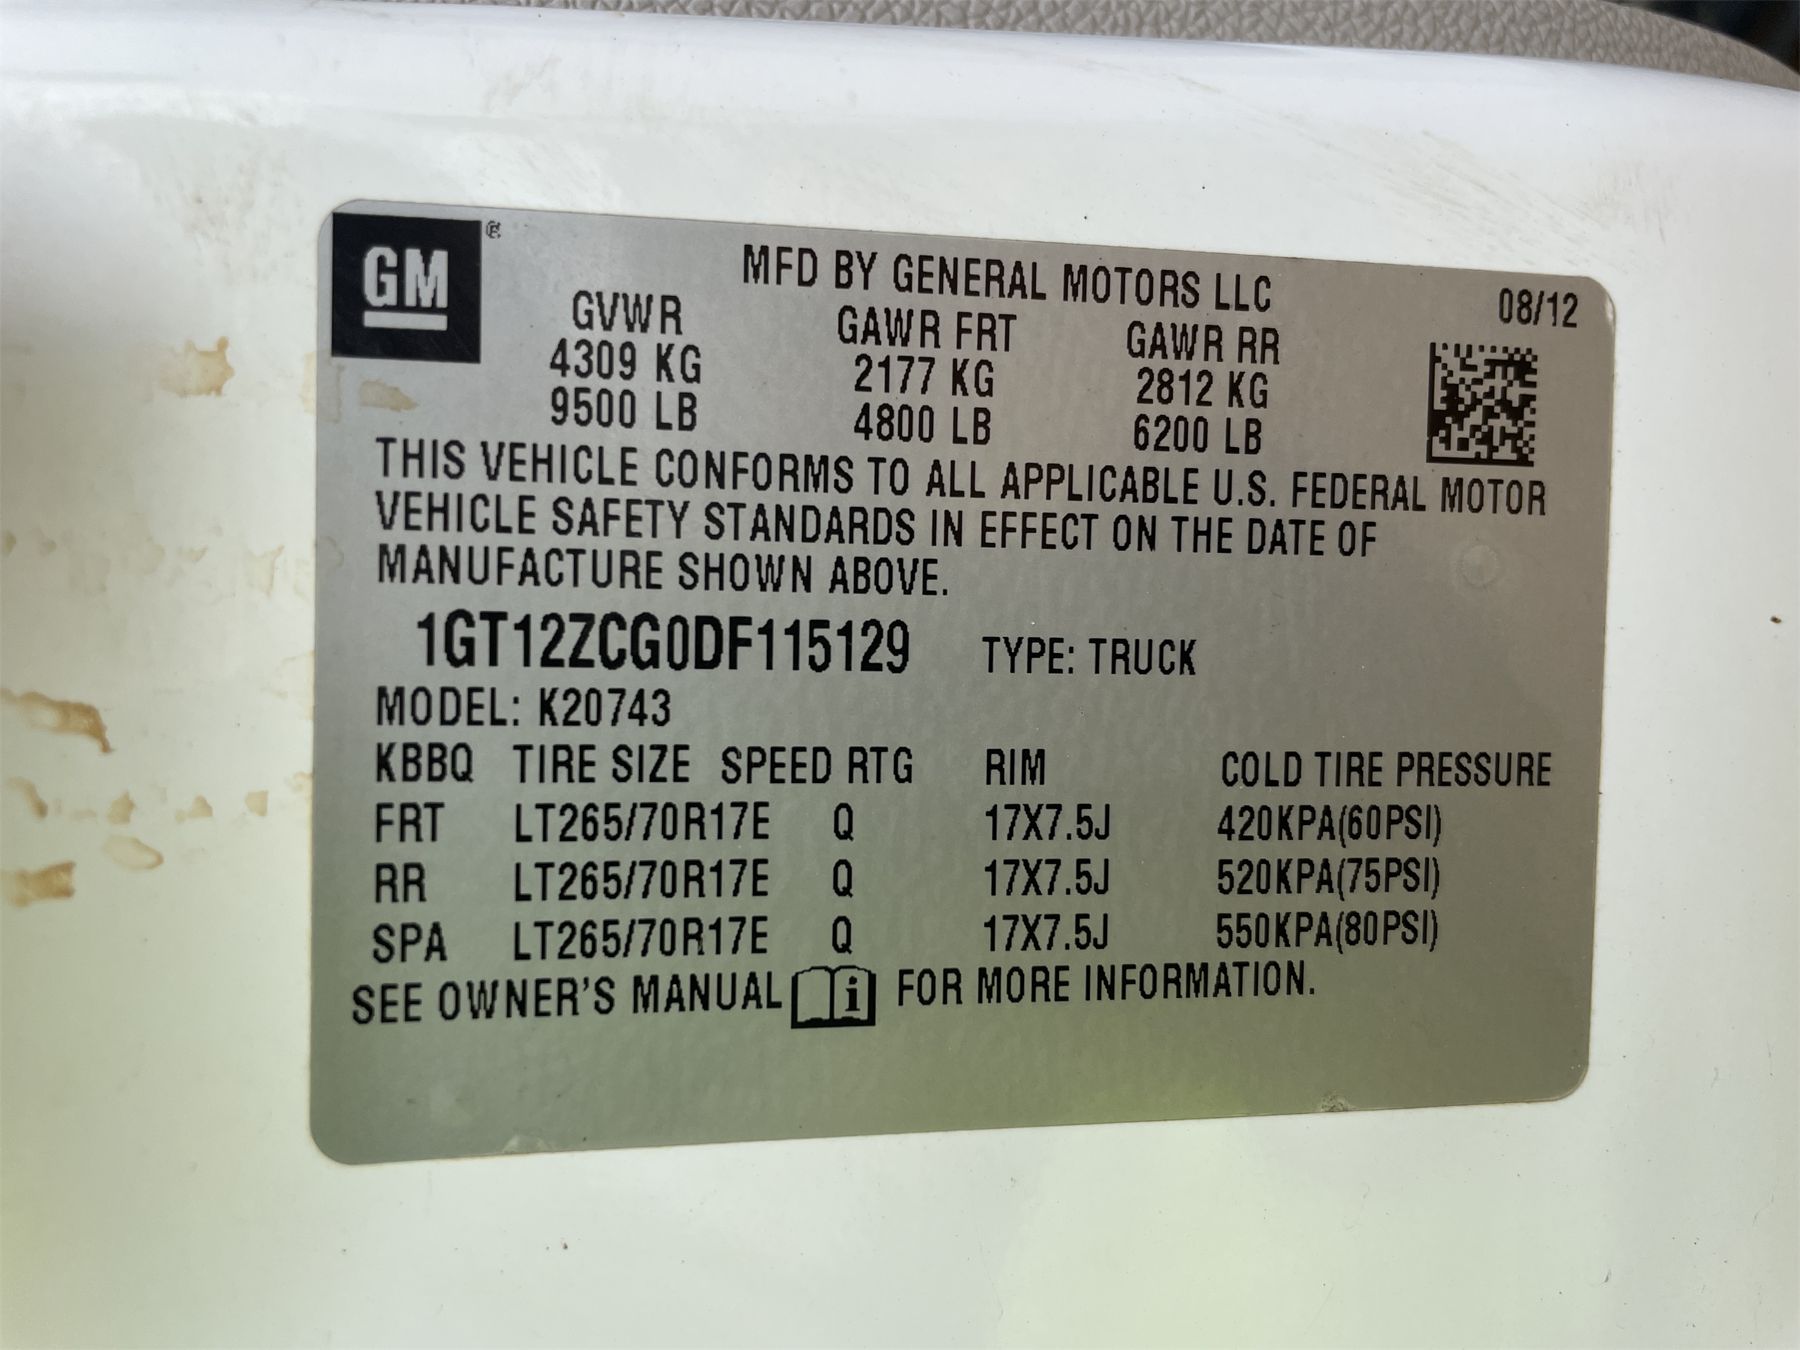 GM ®
MFD BY GENERAL MOTORS LLC 08/12
GVWR GAWR FRT GAWR RR
4309 KG 2177 KG 2812 KG
9500 LB 4800 LB 6200 LB
THIS VEHICLE CONFORMS TO ALL APPLICABLE U.S. FEDERAL MOTOR
VEHICLE SAFETY STANDARDS IN EFFECT ON THE DATE OF
MANUFACTURE SHOWN ABOVE.
1GT12ZCG0DF115129 TYPE: TRUCK
MODEL: K20743
KBBQ TIRE SIZE SPEED RTG RIM COLD TIRE PRESSURE
FRT LT265/70R17E Q 17X7.5J 420KPA(60PSI)
RR LT265/70R17E Q 17X7.5J 520KPA(75PSI)
SPA LT265/70R17E Q 17X7.5J 550KPA(80PSI)
SEE OWNER'S MANUAL i FOR MORE INFORMATION.